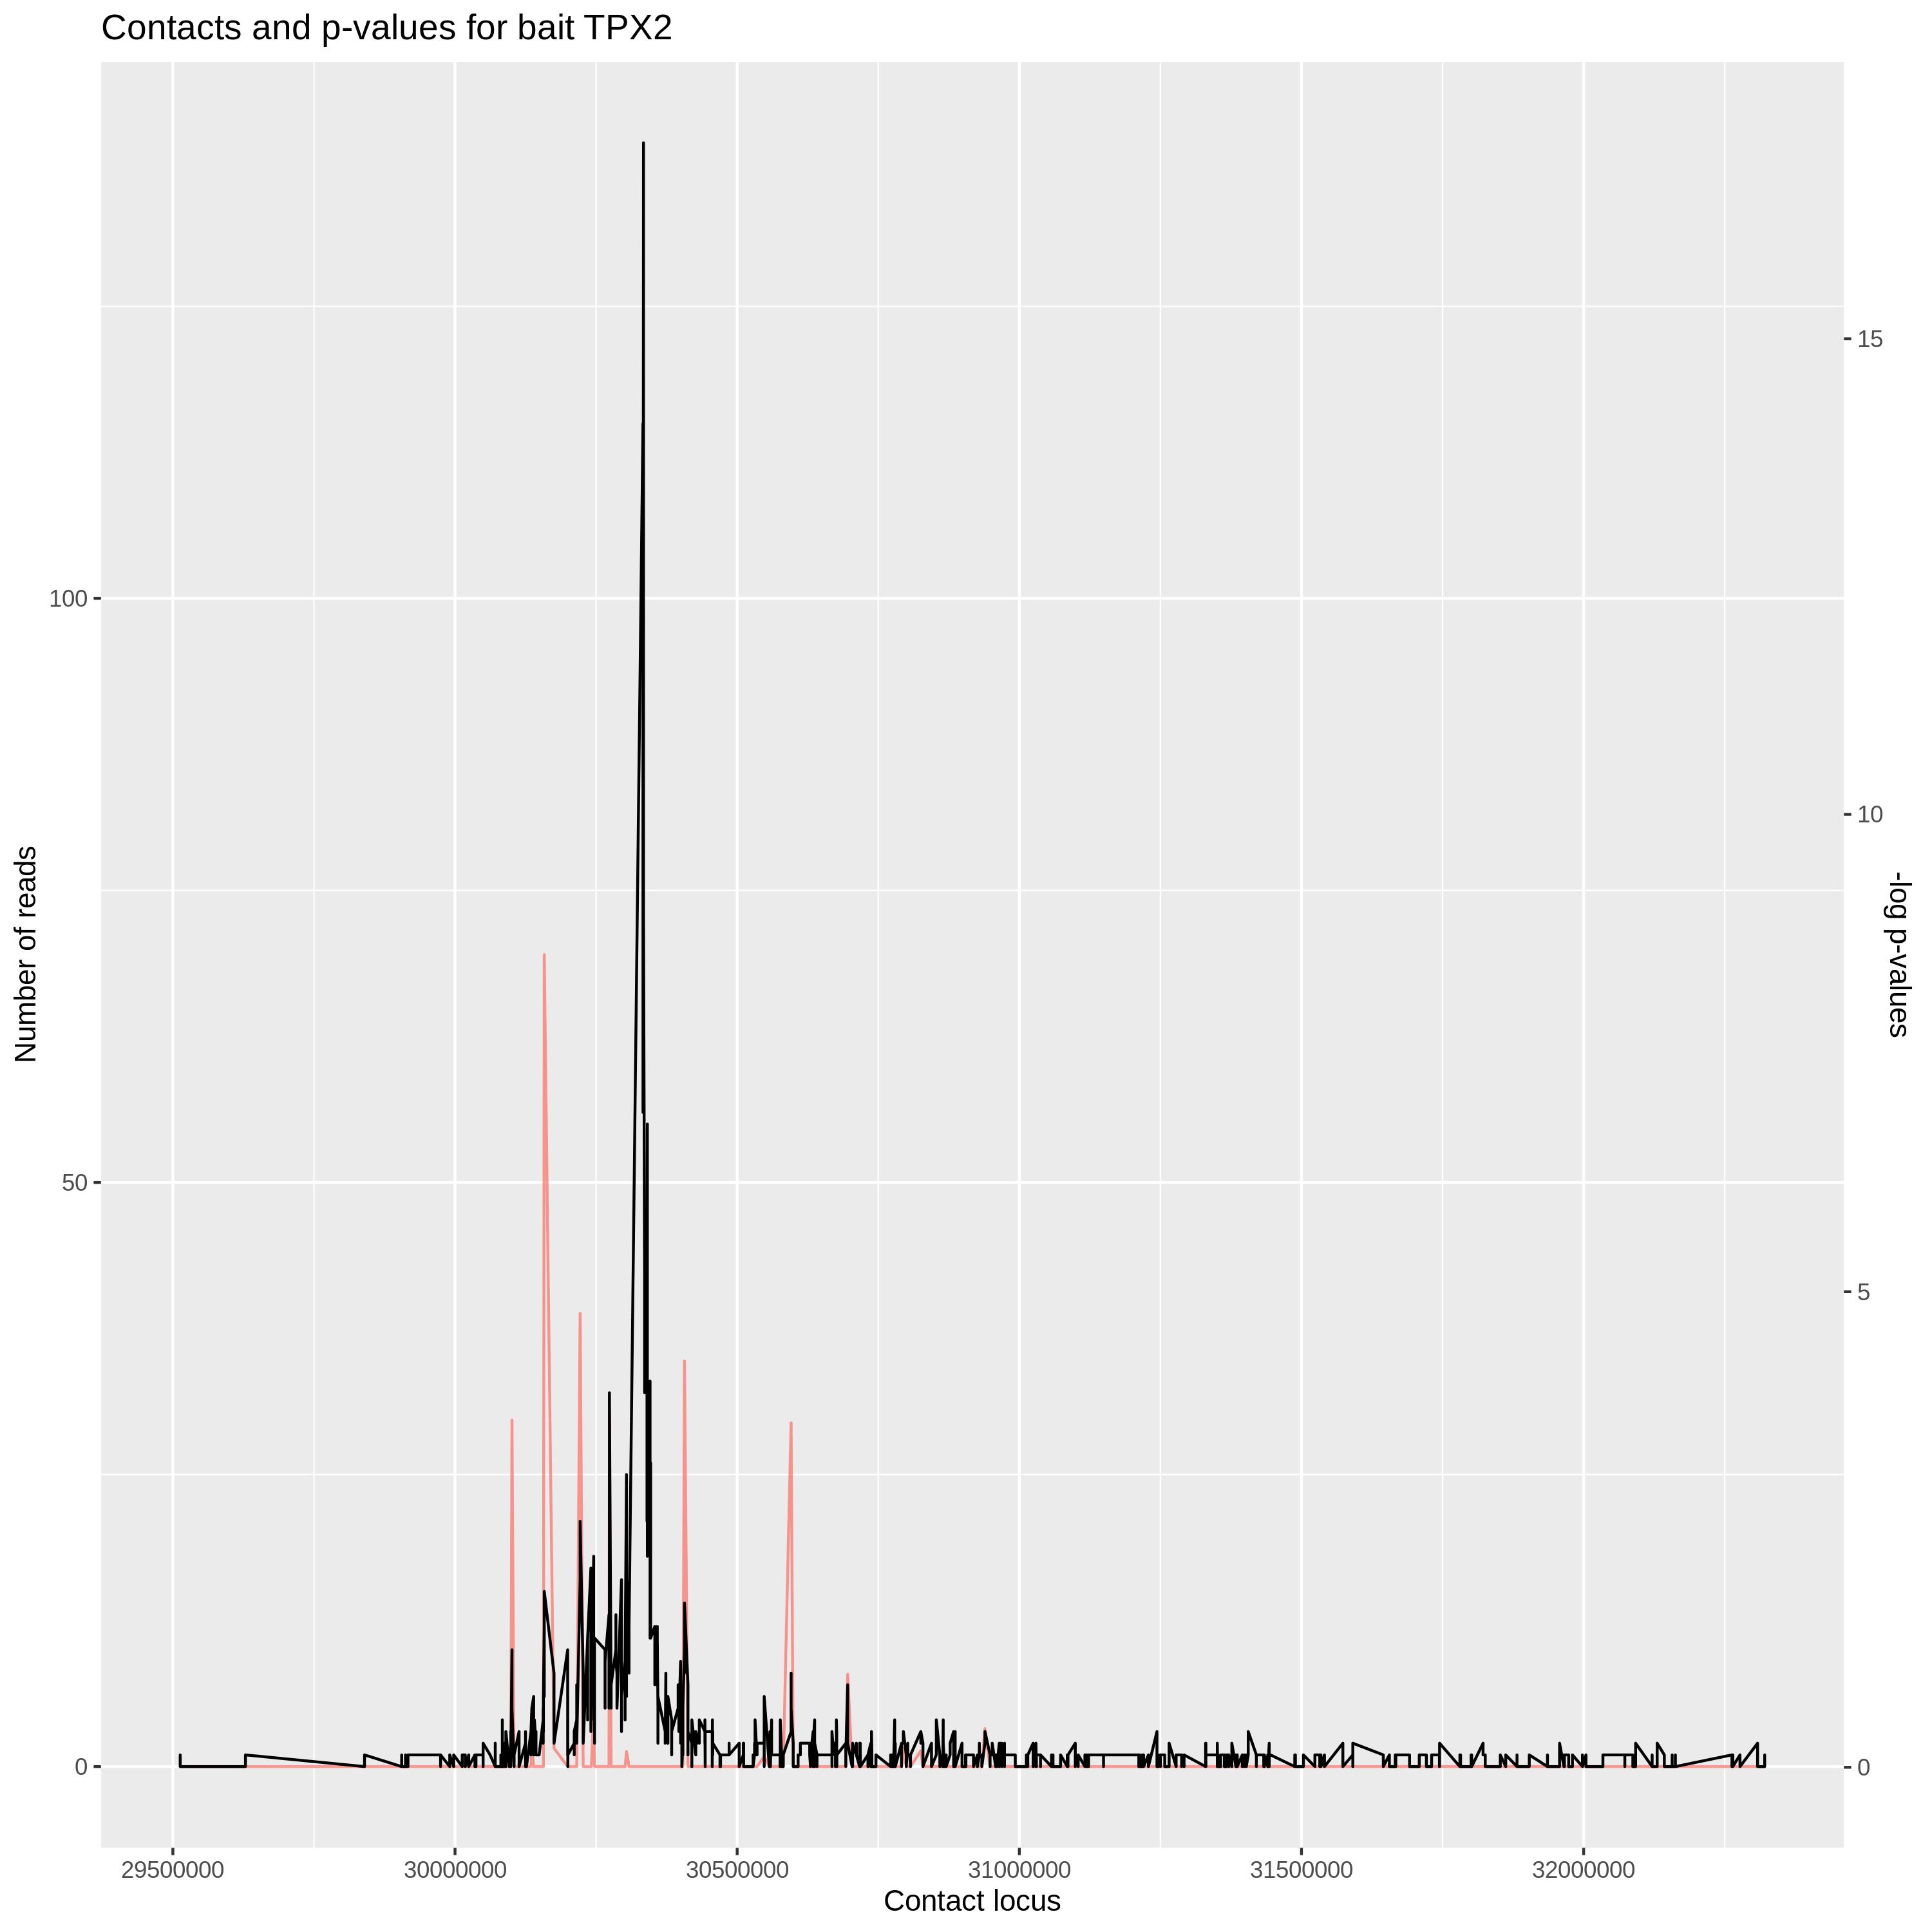 Contacts and p-values for bait TPX2
Number of reads
100
50
0
15
10
5
0
-log p-values
29500000 30000000 30500000 31000000 31500000 32000000
Contact locus